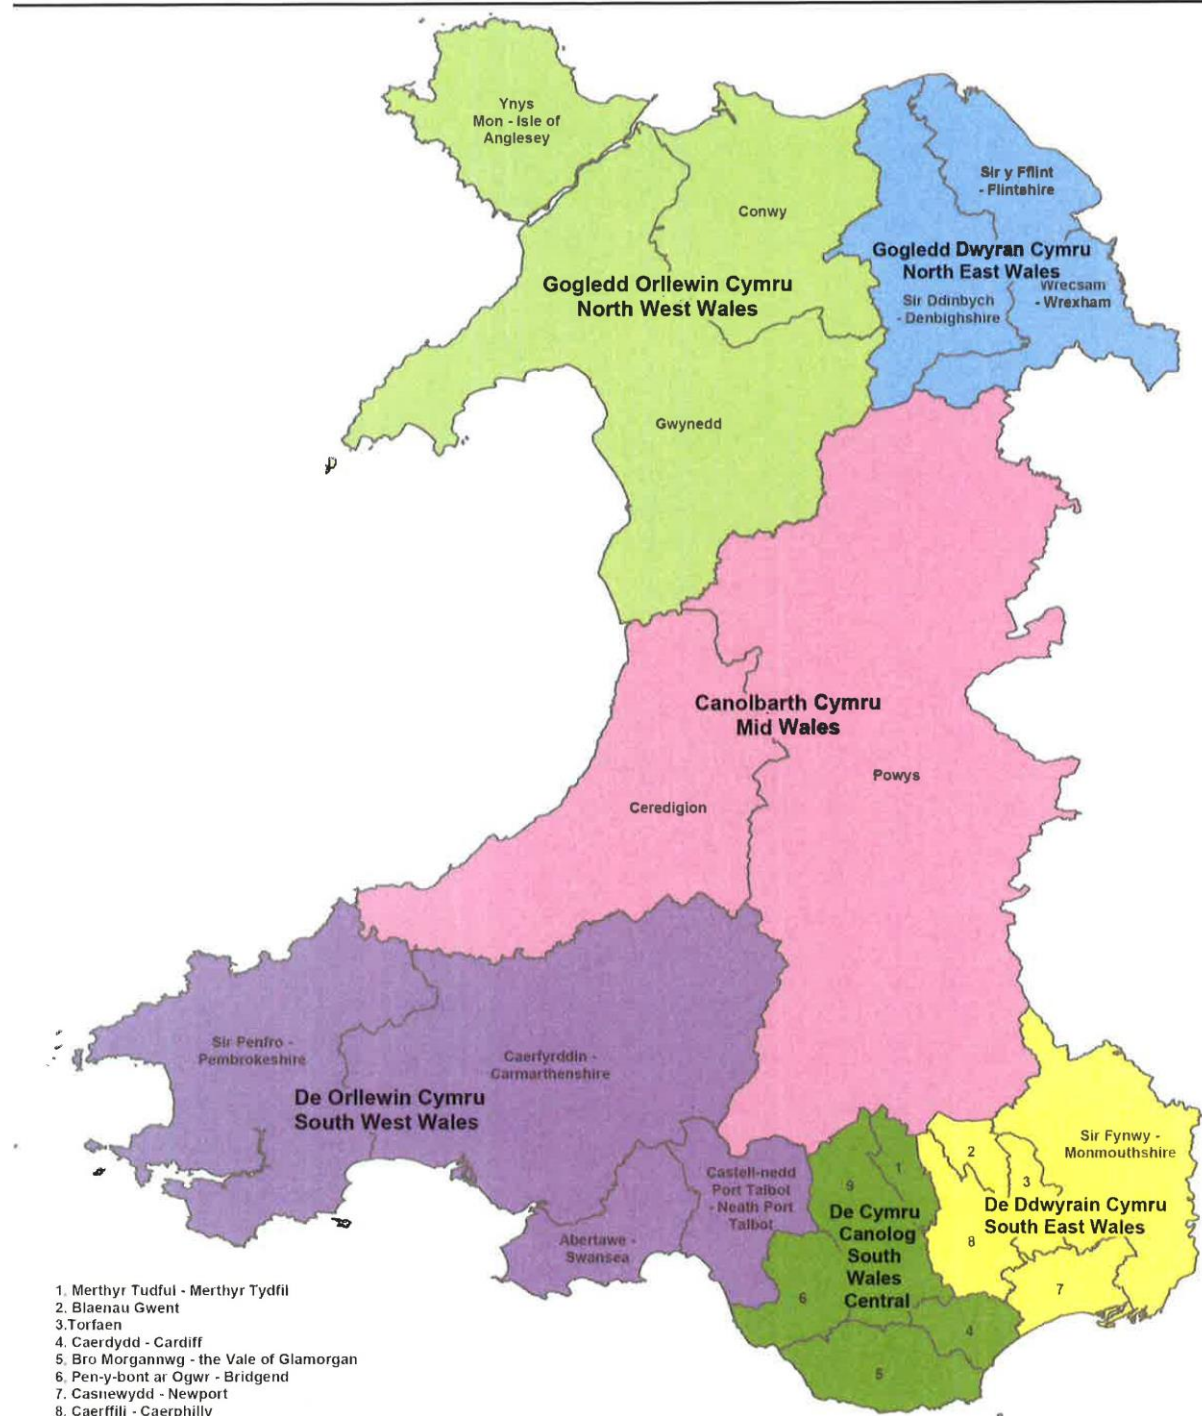 Ynys
Mon - Isle of
Anglesey
Conwy
Sir y Fflint
- Flintshire
Gogledd Dwyran Cymru
North East Wales
Gogledd Orllewin Cymru
North West Wales
Wrecsam
- Wrexham
Sir Ddinbych
- Denbighshire
Gwynedd
Canolbarth Cymru
Mid Wales
Powys
Ceredigion
Sir Penfro -
Pembrokeshire
Caerfyrddin -
Carmarthenshire
De Orllewin Cymru
South West Wales
Castell-nedd
Port Talbot
- Neath Port
Talbot
Abertawe -
Swansea
Sir Fynwy -
Monmouthshire
De Ddwyrain Cymru
South East Wales
De Cymru
Canolog
South
Wales
Central
1
2
3
4
5
6
7
8
9
1. Merthyr Tudful - Merthyr Tydfil
2. Blaenau Gwent
3.Torfaen
4. Caerdydd - Cardiff
5. Bro Morgannwg - the Vale of Glamorgan
6. Pen-y-bont ar Ogwr - Bridgend
7. Casnewydd - Newport
8. Caerffili - Caerphilly